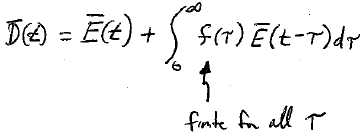 D̄(t) = Ē(t) + ∫₀^∞ f(τ) Ē(t-τ)dτ
finite for all τ